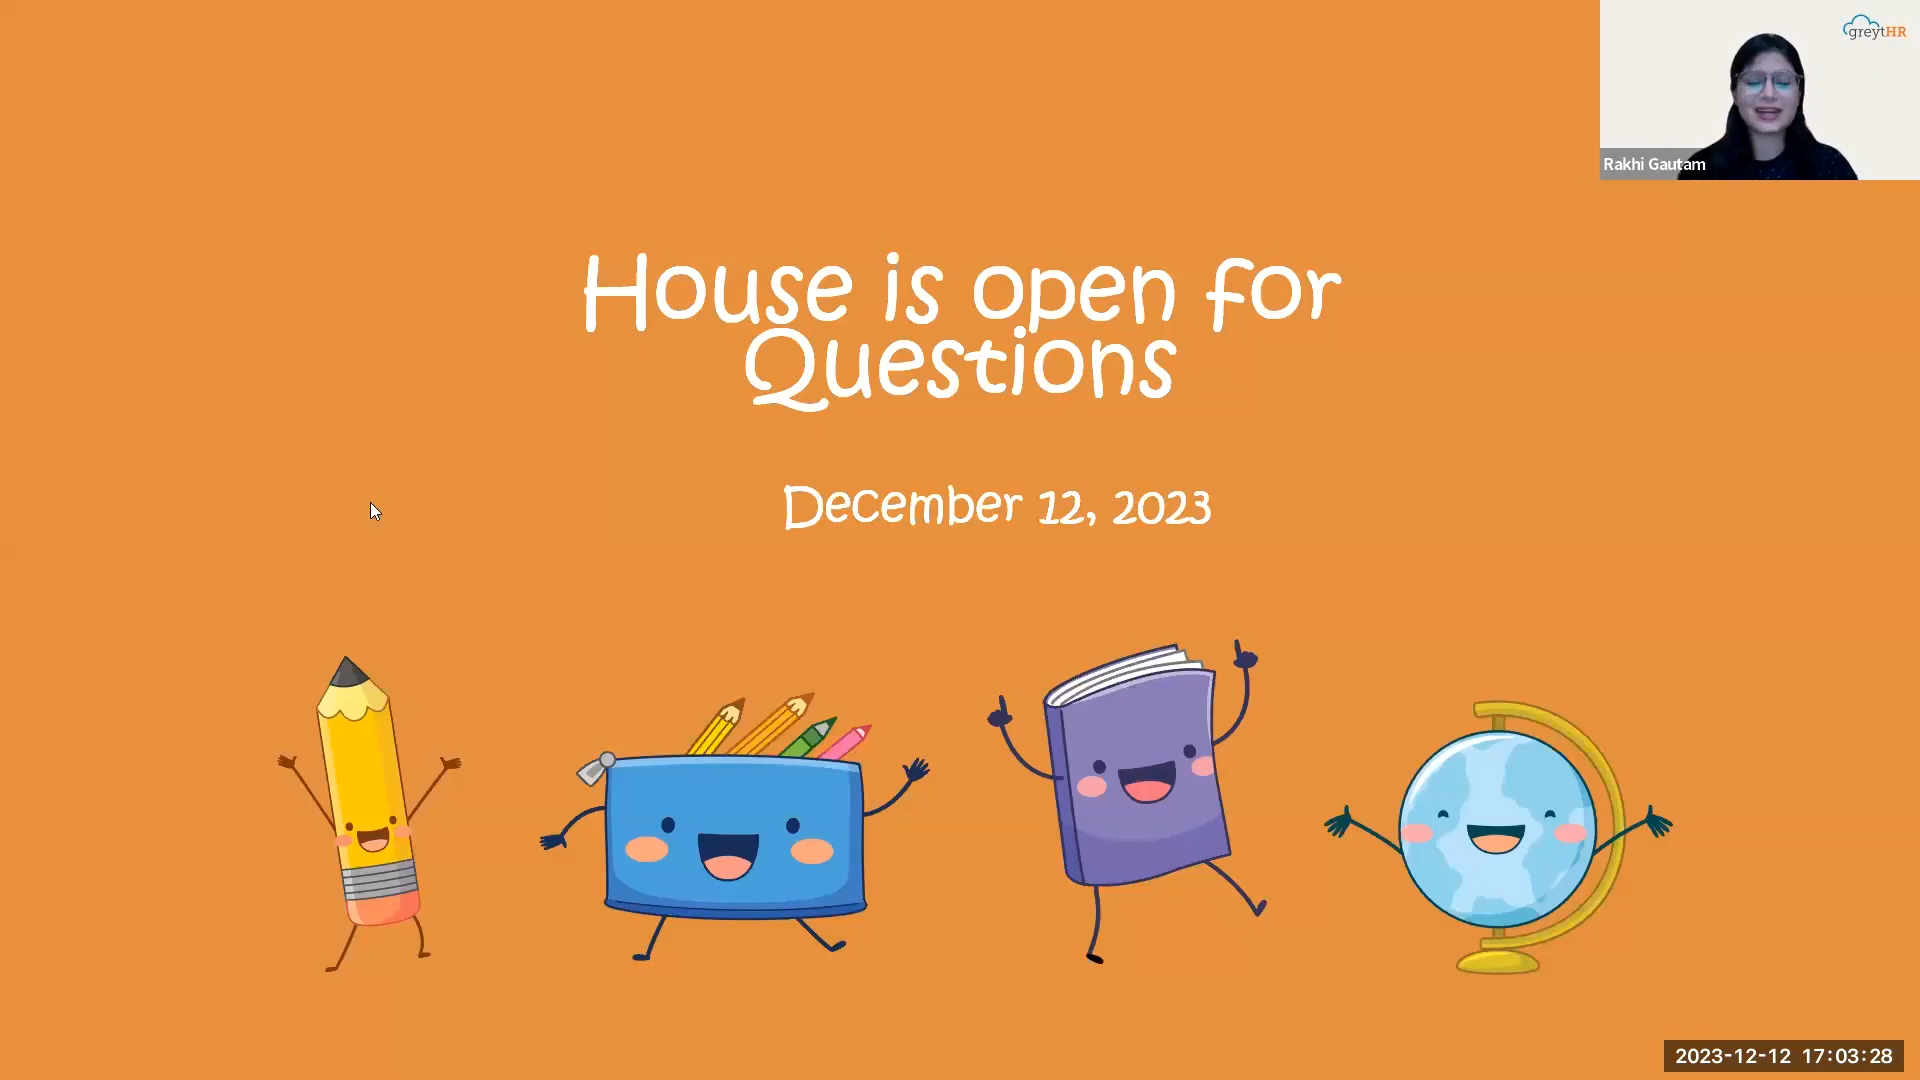 greytHR
Rakhi Gautam
House is open for
Questions
December 12, 2023
2023-12-12 17:03:28